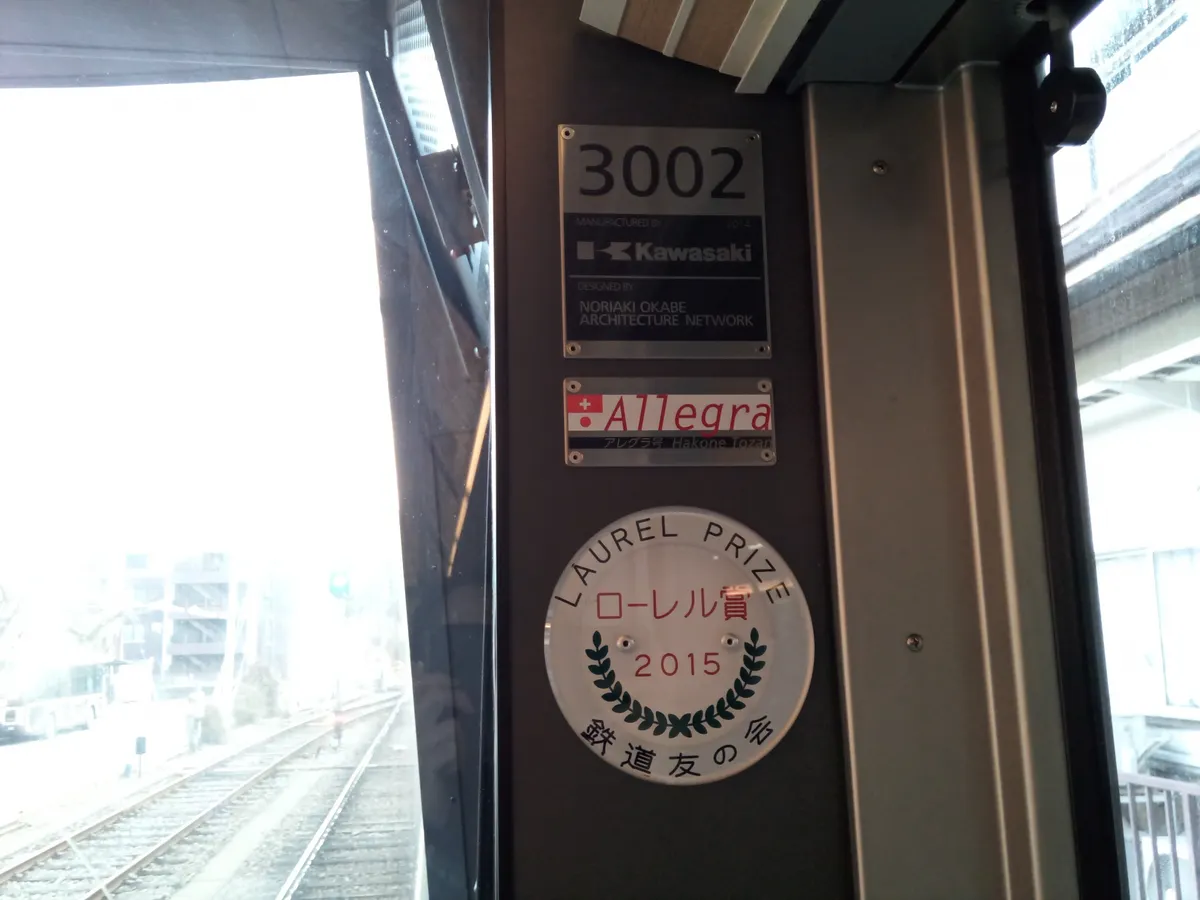 3002
MANUFACTURED BY 2014
Kawasaki
DESIGNED BY
NORIAKI OKABE
ARCHITECTURE NETWORK
Allegra
アレグラ号 Hakone Tozan
LAUREL PRIZE
ローレル賞
2015
鉄道友の会